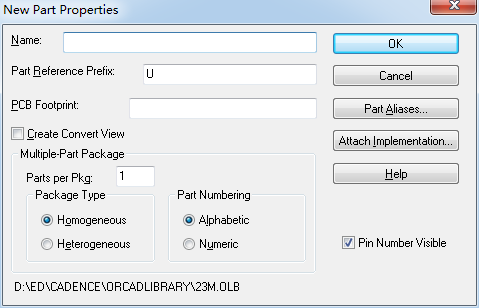 New Part Properties
Name:
OK
Part Reference Prefix: U
Cancel
PCB Footprint:
Part Aliases...
Create Convert View
Attach Implementation...
Multiple-Part Package
Parts per Pkg: 1
Help
Package Type
Part Numbering
Homogeneous
Alphabetic
Heterogeneous
Numeric
Pin Number Visible
D:\ED\CADENCE\ORCADLIBRARY\23M.OLB